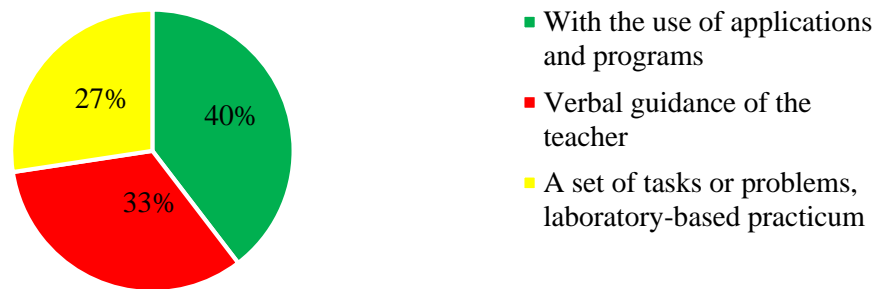 27%
40%
33%
With the use of applications
and programs
Verbal guidance of the
teacher
A set of tasks or problems,
laboratory-based practicum